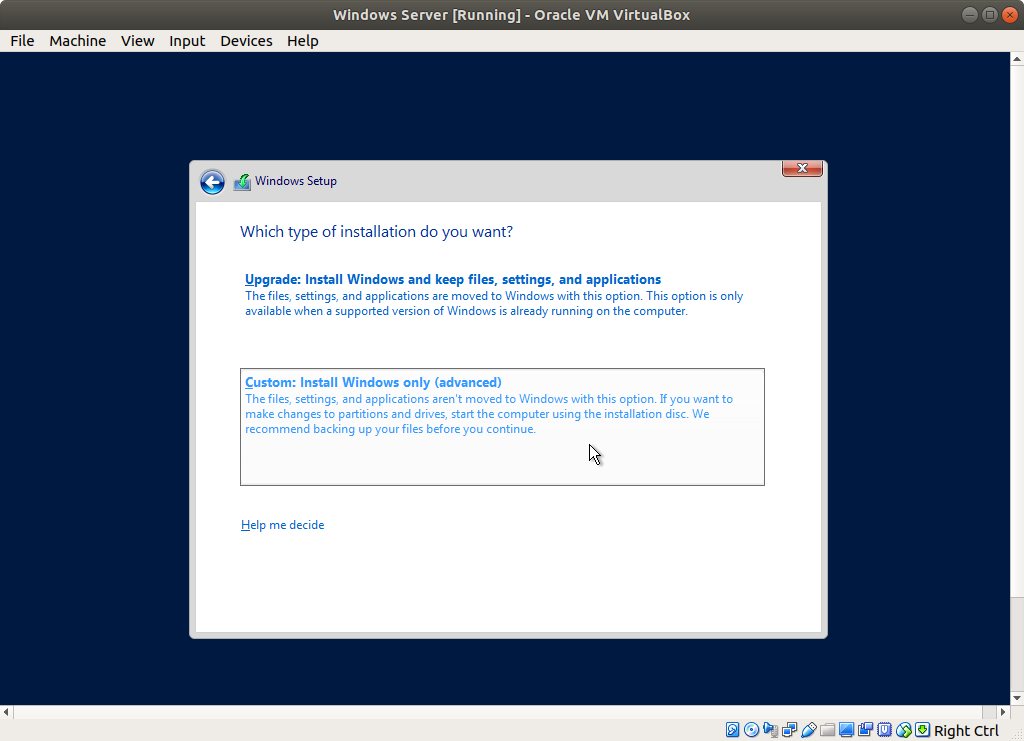 Windows Server [Running] - Oracle VM VirtualBox
File Machine View Input Devices Help
Windows Setup
Which type of installation do you want?
Upgrade: Install Windows and keep files, settings, and applications
The files, settings, and applications are moved to Windows with this option. This option is only
available when a supported version of Windows is already running on the computer.
Custom: Install Windows only (advanced)
The files, settings, and applications aren't moved to Windows with this option. If you want to
make changes to partitions and drives, start the computer using the installation disc. We
recommend backing up your files before you continue.
Help me decide
Right Ctrl